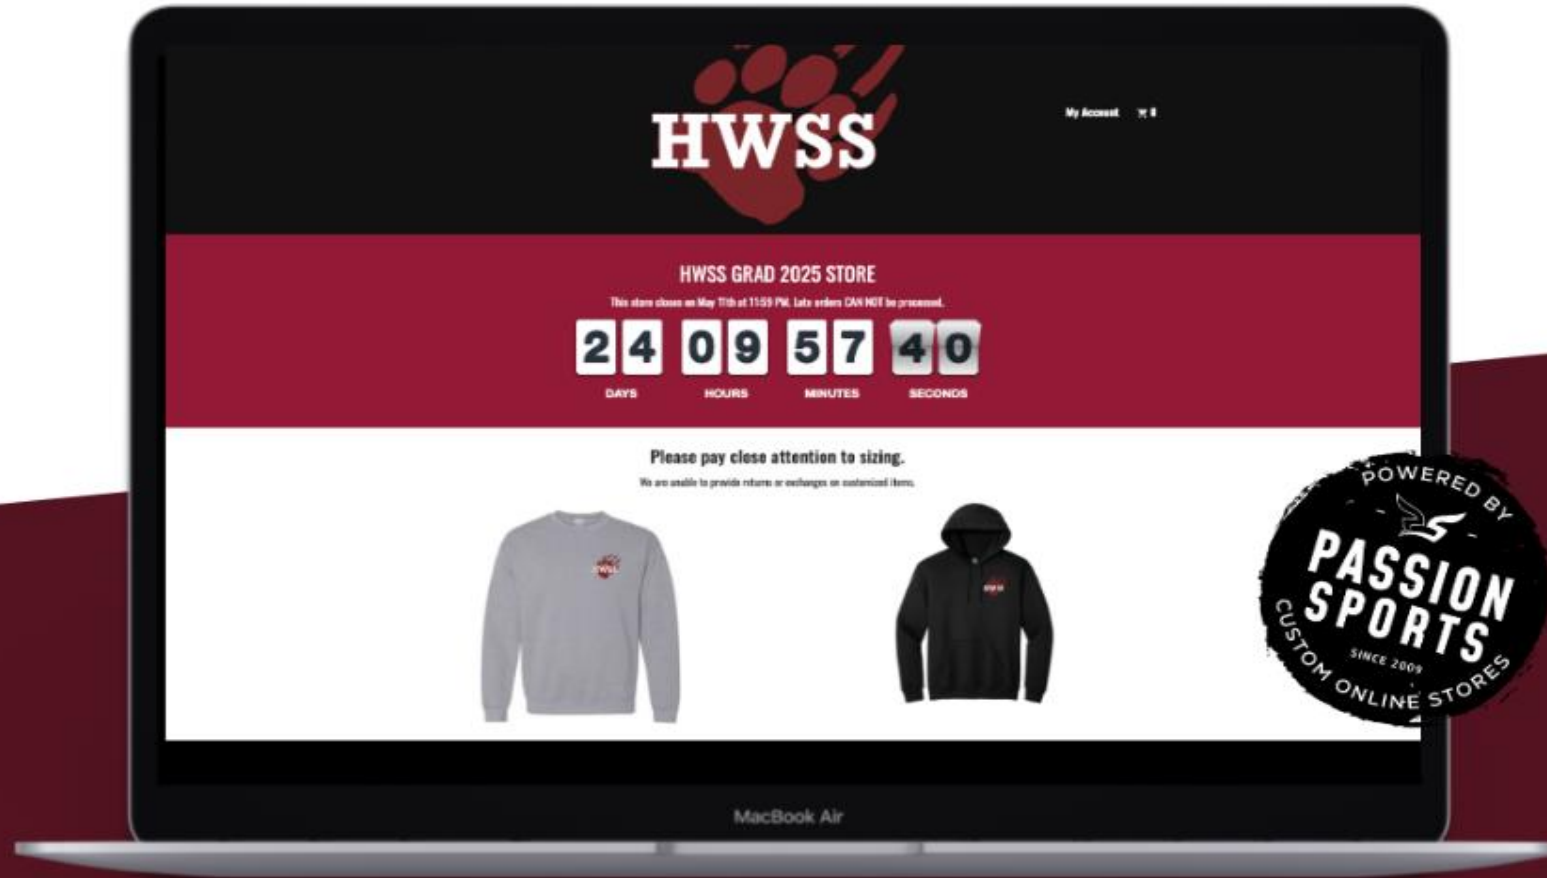 HWSS
My Account
HWSS GRAD 2025 STORE
This store closes on May 11th at 11:59 PM. Late orders CAN NOT be processed.
24 09 57 40
DAYS HOURS MINUTES SECONDS
Please pay close attention to sizing.
We are unable to provide returns or exchanges on customized items.
HWSS
HWSS
POWERED BY
PASSION
SPORTS
SINCE 2009
CUSTOM ONLINE STORES
MacBook Air